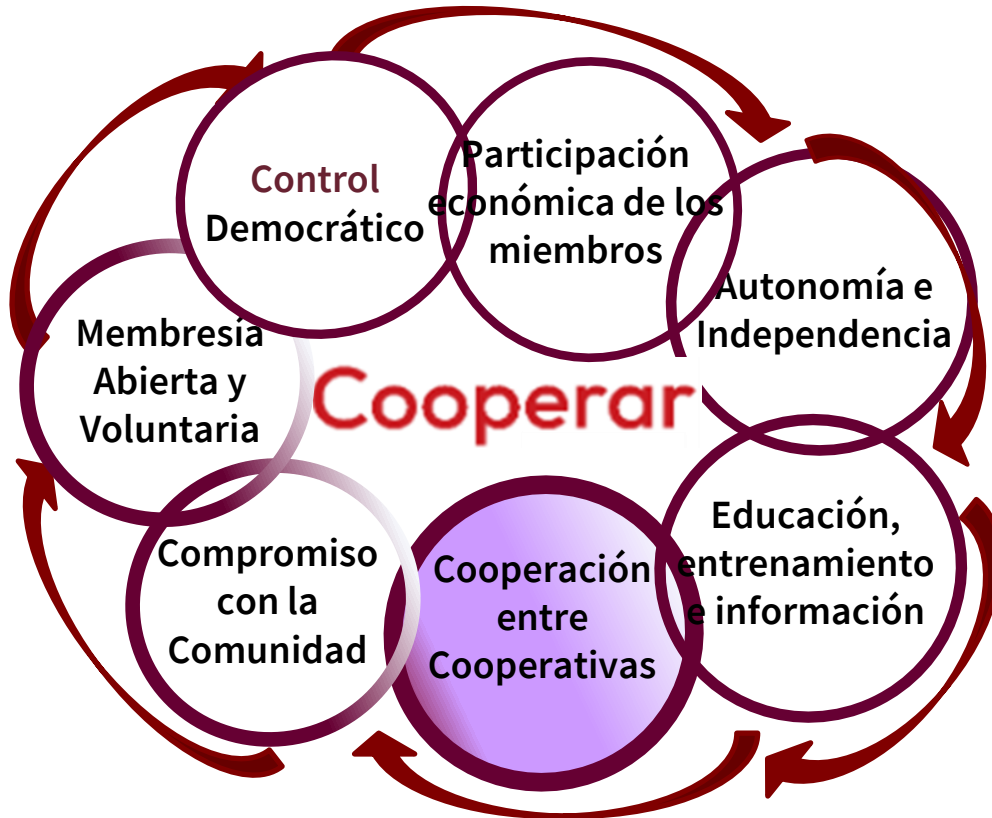 Control
Democrático
Participación
económica de los
miembros
Autonomía e
Independencia
Membresía
Abierta y
Voluntaria
Cooperar
Educación,
entrenamiento
e información
Cooperación
entre
Cooperativas
Compromiso
con la
Comunidad